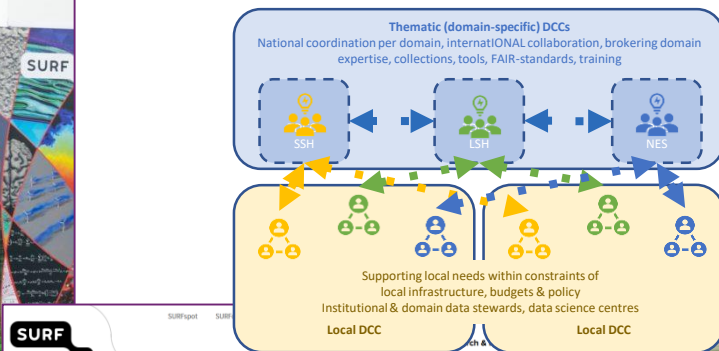 SURF
Thematic (domain-specific) DCCs
National coordination per domain, internatIONAL collaboration, brokering domain
expertise, collections, tools, FAIR-standards, training
SSH
LSH
NES
Supporting local needs within constraints of
local infrastructure, budgets & policy
Institutional & domain data stewards, data science centres
Local DCC
Local DCC
SURF
SURFspot